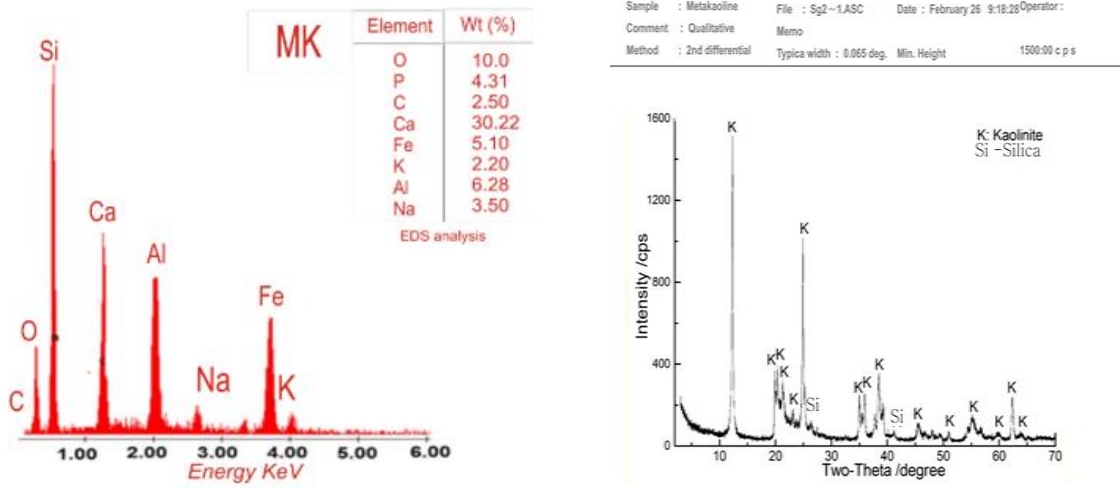 MK
Element Wt (%)
O 10.0
P 4.31
C 2.50
Ca 30.22
Fe 5.10
K 2.20
Al 6.28
Na 3.50
EDS analysis
Si
Ca
Al
Fe
O
Na
K
C
1.00 2.00 3.00 4.00 5.00 6.00
Energy KeV
Sample : Metakaoline File : Sg2~1.ASC Date : February 26 9:18:28 Operator :
Comment : Qualitative Memo
Method : 2nd differential Typica width : 0.065 deg. Min. Height 1500:00 c p s
K: Kaolinite
Si -Silica
1600
1200
800
400
0
Intensity /cps
K
K
K K
K
K
Si
K K
K
Si
K
K
K
K
K
K
10 20 30 40 50 60 70
Two-Theta /degree